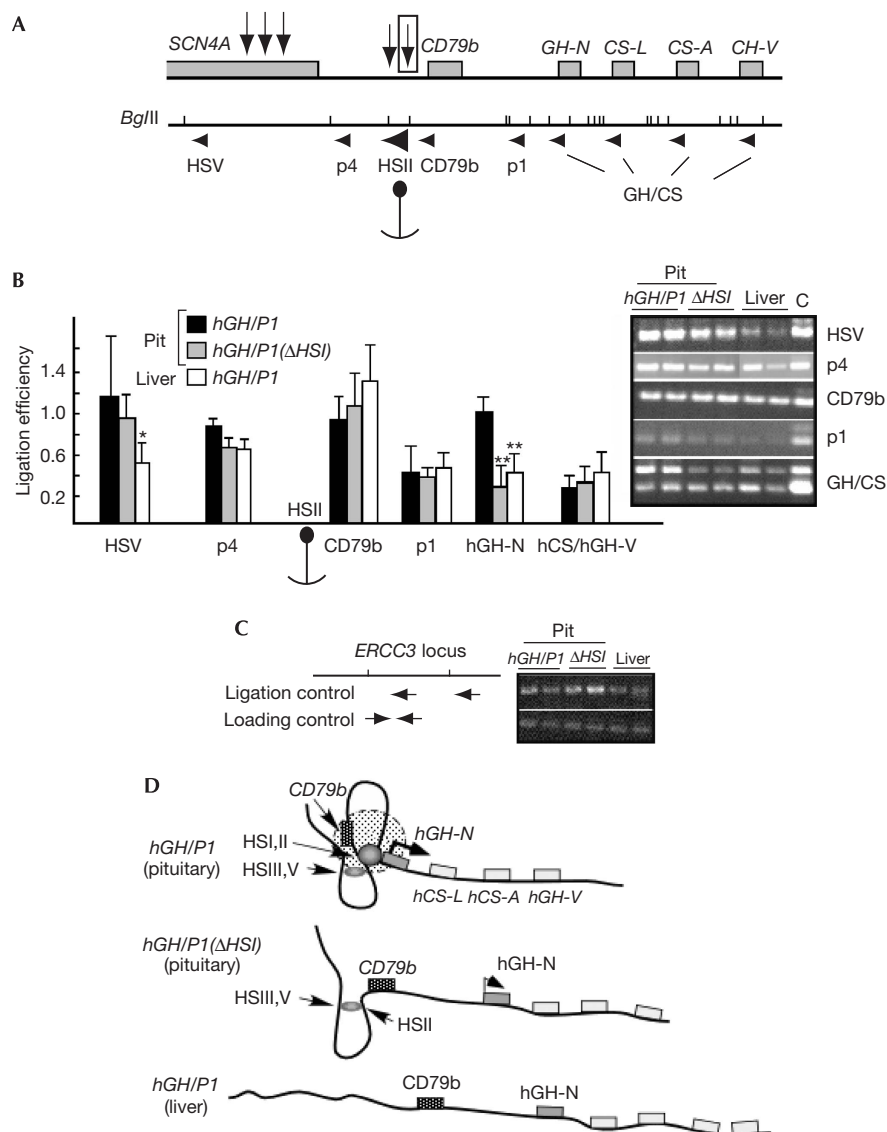 A
SCN4A
CD79b
GH-N
CS-L
CS-A
CH-V
BglII
HSV
p4
HSII
CD79b
p1
GH/CS
B
Pit
hGH/P1
hGH/P1(ΔHSI)
Liver
hGH/P1
Ligation efficiency
1.4
1.0
0.6
0.2
*
**
**
HSII
HSV
p4
CD79b
p1
hGH-N
hCS/hGH-V
Pit
hGH/P1 ΔHSI Liver C
HSV
p4
CD79b
p1
GH/CS
C
ERCC3 locus
Ligation control
Loading control
Pit
hGH/P1 ΔHSI Liver
D
CD79b
hGH-N
hGH/P1
(pituitary)
HSI,II
HSIII,V
hCS-L hCS-A hGH-V
hGH/P1(ΔHSI)
(pituitary)
CD79b
hGH-N
HSIII,V
HSII
hGH/P1
(liver)
CD79b
hGH-N